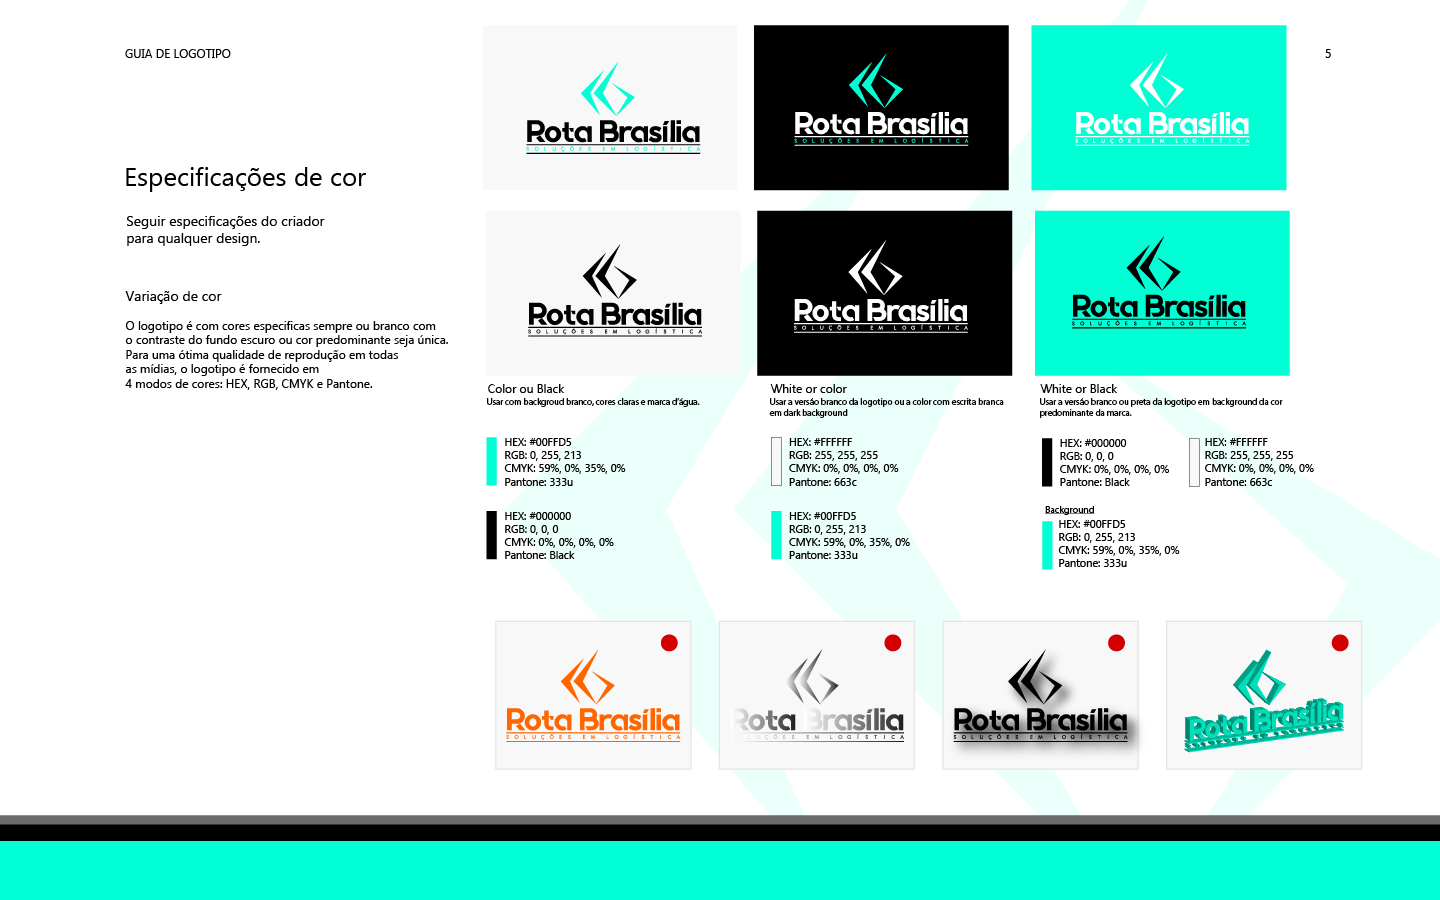 GUIA DE LOGOTIPO
5
Rota Brasília
SOLUÇÕES EM LOGÍSTICA
Rota Brasília
SOLUÇÕES EM LOGÍSTICA
Rota Brasília
SOLUÇÕES EM LOGÍSTICA
Especificações de cor
Seguir especificações do criador
para qualquer design.
Variação de cor
O logotipo é com cores especificas sempre ou branco com
o contraste do fundo escuro ou cor predominante seja única.
Para uma ótima qualidade de reprodução em todas
as mídias, o logotipo é fornecido em
4 modos de cores: HEX, RGB, CMYK e Pantone.
Rota Brasília
SOLUÇÕES EM LOGÍSTICA
Rota Brasília
SOLUÇÕES EM LOGÍSTICA
Rota Brasília
SOLUÇÕES EM LOGÍSTICA
Color ou Black
Usar com backgroud branco, cores claras e marca d'água.
HEX: #00FFD5
RGB: 0, 255, 213
CMYK: 59%, 0%, 35%, 0%
Pantone: 333u
HEX: #000000
RGB: 0, 0, 0
CMYK: 0%, 0%, 0%, 0%
Pantone: Black
White or color
Usar a versão branco da logotipo ou a color com escrita branca
em dark background
HEX: #FFFFFF
RGB: 255, 255, 255
CMYK: 0%, 0%, 0%, 0%
Pantone: 663c
HEX: #00FFD5
RGB: 0, 255, 213
CMYK: 59%, 0%, 35%, 0%
Pantone: 333u
White or Black
Usar a versão branco ou preta da logotipo em background da cor
predominante da marca.
HEX: #000000
RGB: 0, 0, 0
CMYK: 0%, 0%, 0%, 0%
Pantone: Black
HEX: #FFFFFF
RGB: 255, 255, 255
CMYK: 0%, 0%, 0%, 0%
Pantone: 663c
Background
HEX: #00FFD5
RGB: 0, 255, 213
CMYK: 59%, 0%, 35%, 0%
Pantone: 333u
Rota Brasília
SOLUÇÕES EM LOGÍSTICA
Rota Brasília
SOLUÇÕES EM LOGÍSTICA
Rota Brasília
SOLUÇÕES EM LOGÍSTICA
Rota Brasília